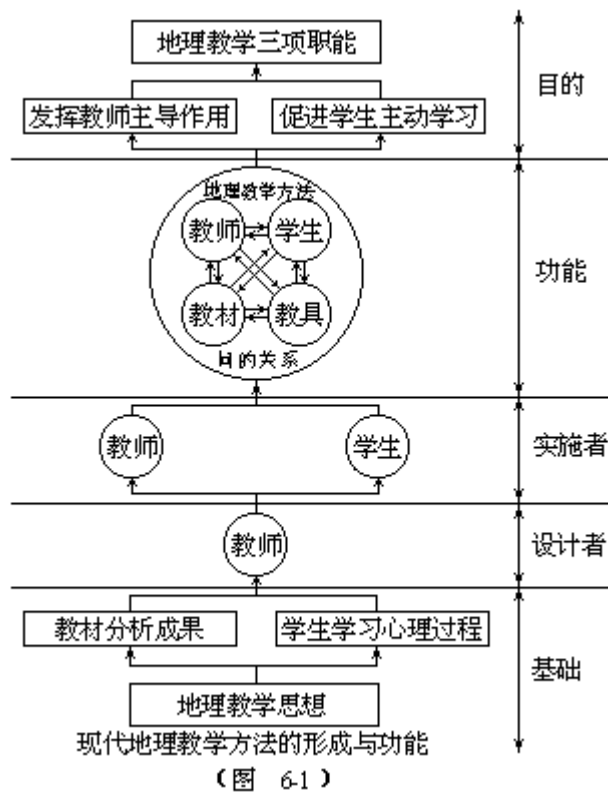 地理教学三项职能
目的
发挥教师主导作用 促进学生主动学习
地理教学方法
教师 学生
功能
教材 教具
间的关系
教师 学生 实施者
教师 设计者
教材分析成果 学生学习心理过程
基础
地理教学思想
现代地理教学方法的形成与功能
(图 6-1)